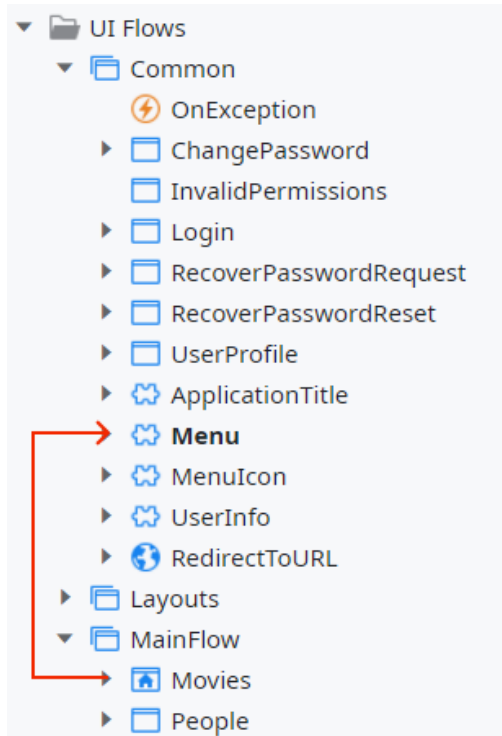 UI Flows
Common
OnException
ChangePassword
InvalidPermissions
Login
RecoverPasswordRequest
RecoverPasswordReset
UserProfile
ApplicationTitle
Menu
MenuIcon
UserInfo
RedirectToURL
Layouts
MainFlow
Movies
People